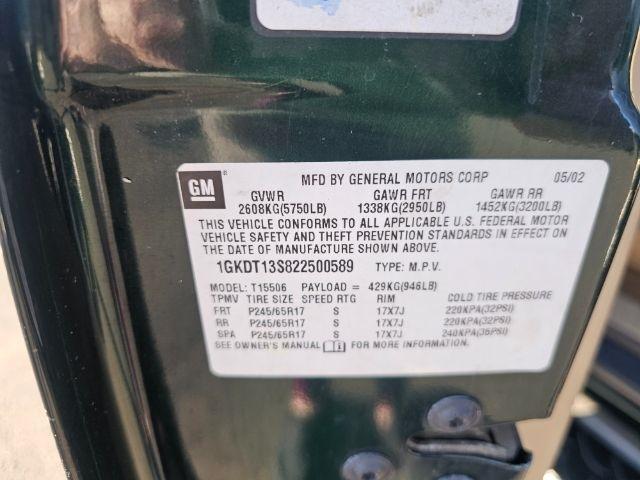 GM ® MFD BY GENERAL MOTORS CORP 05/02
GVWR GAWR FRT GAWR RR
2608KG(5750LB) 1338KG(2950LB) 1452KG(3200LB)
THIS VEHICLE CONFORMS TO ALL APPLICABLE U.S. FEDERAL MOTOR
VEHICLE SAFETY AND THEFT PREVENTION STANDARDS IN EFFECT ON
THE DATE OF MANUFACTURE SHOWN ABOVE.
1GKDT13S822500589 TYPE: M.P.V.
MODEL: T15506 PAYLOAD = 429KG(946LB)
TPMV TIRE SIZE SPEED RTG RIM COLD TIRE PRESSURE
FRT P245/65R17 S 17X7J 220KPA(32PSI)
RR P245/65R17 S 17X7J 220KPA(32PSI)
SPA P245/65R17 S 17X7J 240KPA(35PSI)
SEE OWNER'S MANUAL FOR MORE INFORMATION.